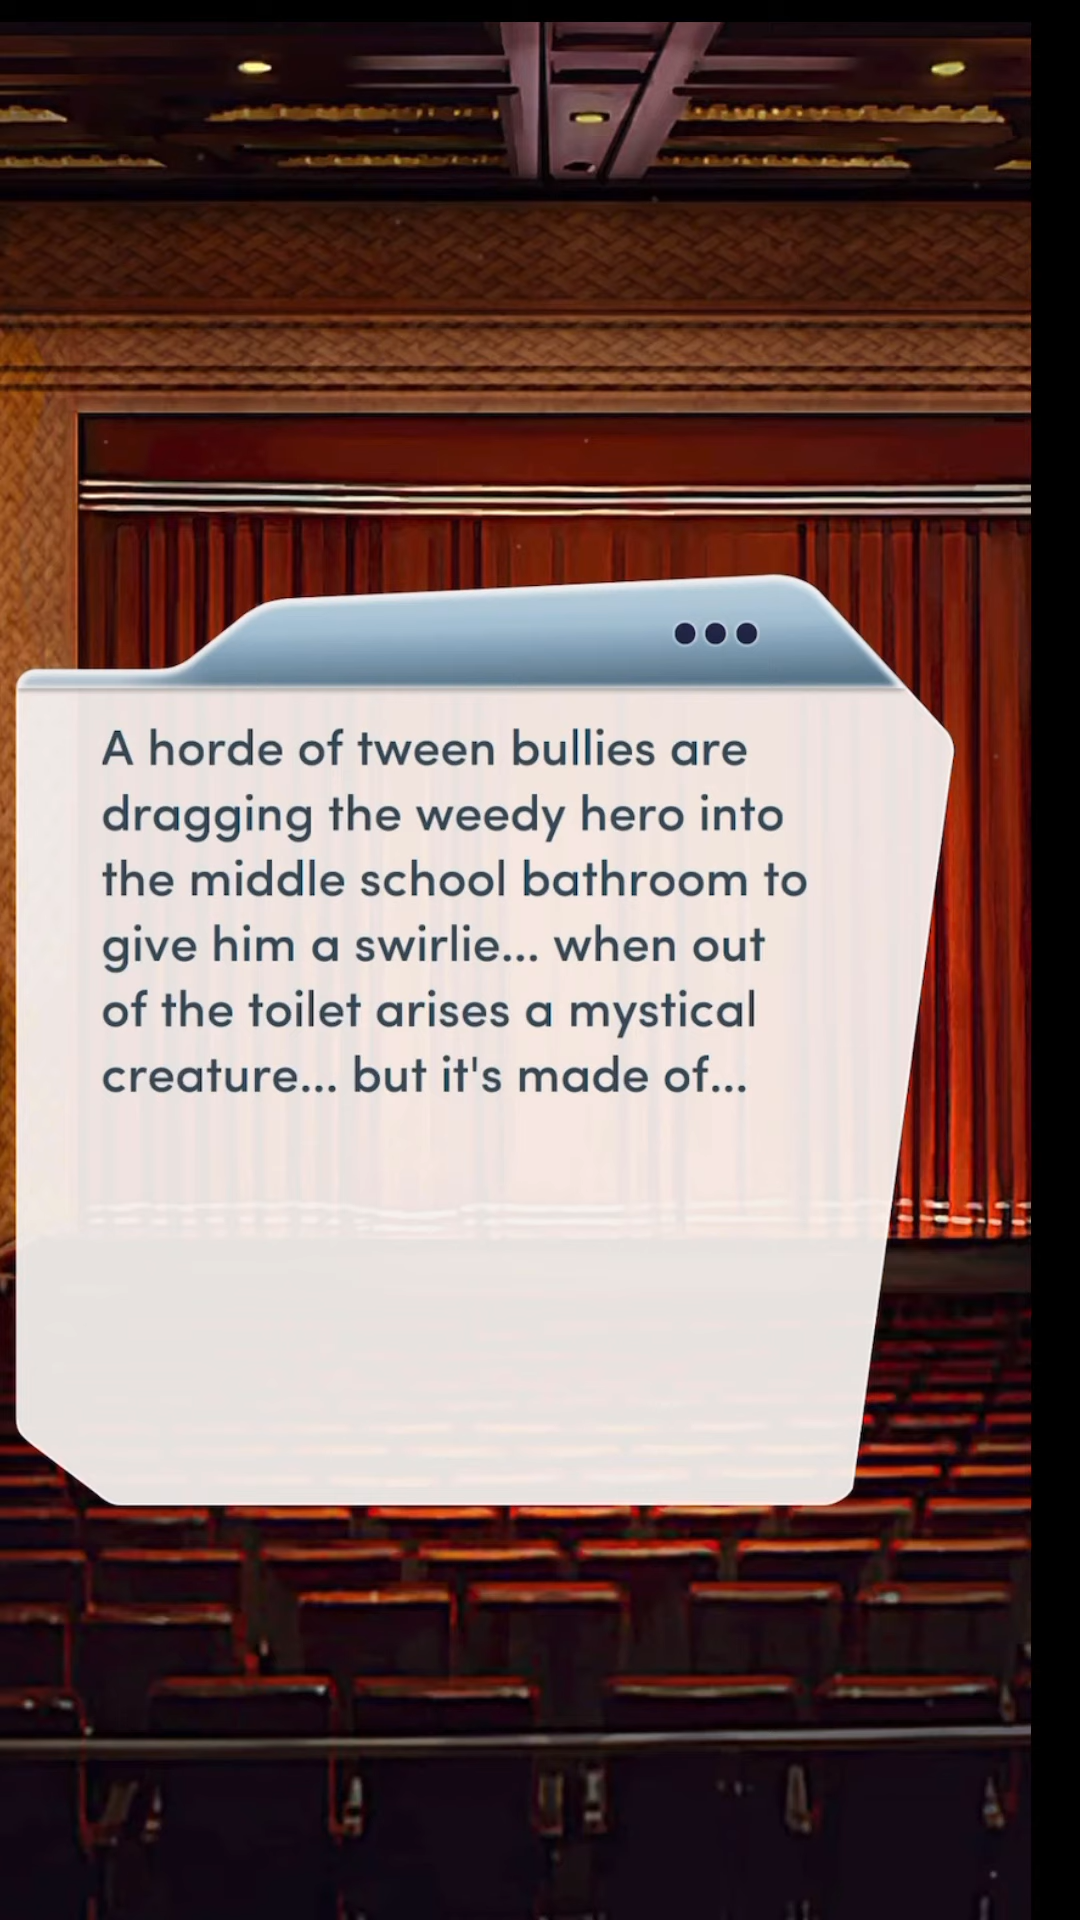 A horde of tween bullies are
dragging the weedy hero into
the middle school bathroom to
give him a swirlie... when out
of the toilet arises a mystical
creature... but it's made of...